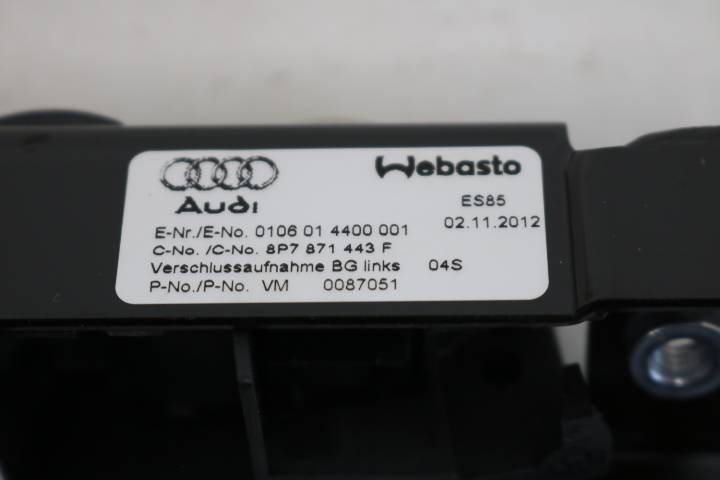 Webasto
Audi
ES85
02.11.2012
E-Nr./E-No. 0106 01 4400 001
C-No. /C-No. 8P7 871 443 F
Verschlussaufnahme BG links 04S
P-No./P-No. VM 0087051